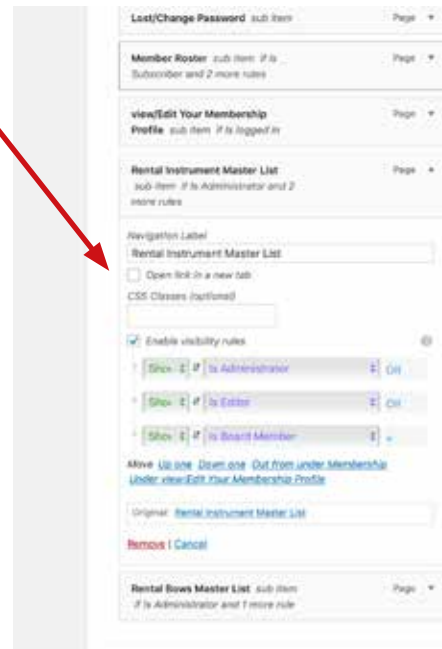 Lost/Change Password sub item Page
Member Roster sub item if Is
Subscriber and 2 more rules
Page
view/Edit Your Membership
Profile sub item if Is logged in
Page
Rental Instrument Master List
sub item if Is Administrator and 2
more rules
Page
Navigation Label
Rental Instrument Master List
Open link in a new tab
CSS Classes (optional)
Enable visibility rules
Show if Is Administrator OR
Show if Is Editor OR
Show if Is Board Member +
Move Up one Down one Out from under Membership
Under view/Edit Your Membership Profile
Original: Rental Instrument Master List
Remove | Cancel
Rental Bows Master List sub item
if Is Administrator and 1 more rule
Page